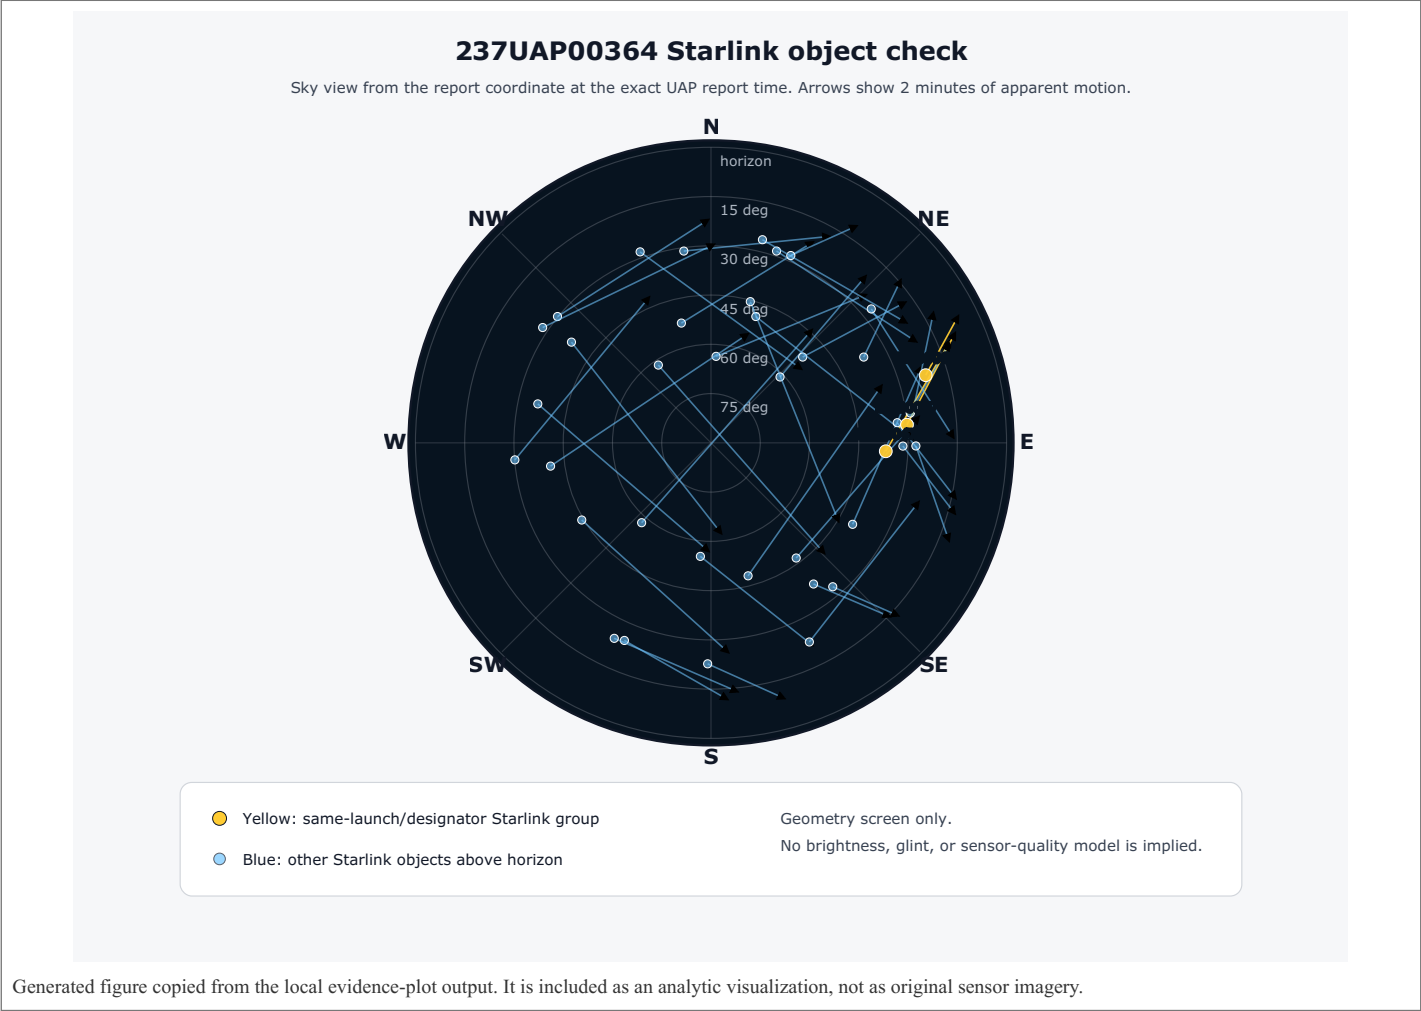 237UAP00364 Starlink object check
Sky view from the report coordinate at the exact UAP report time. Arrows show 2 minutes of apparent motion.
N
horizon
NW
15 deg
NE
30 deg
45 deg
60 deg
75 deg
W
E
SW
SE
S
Yellow: same-launch/designator Starlink group
Geometry screen only.
No brightness, glint, or sensor-quality model is implied.
Blue: other Starlink objects above horizon
Generated figure copied from the local evidence-plot output. It is included as an analytic visualization, not as original sensor imagery.